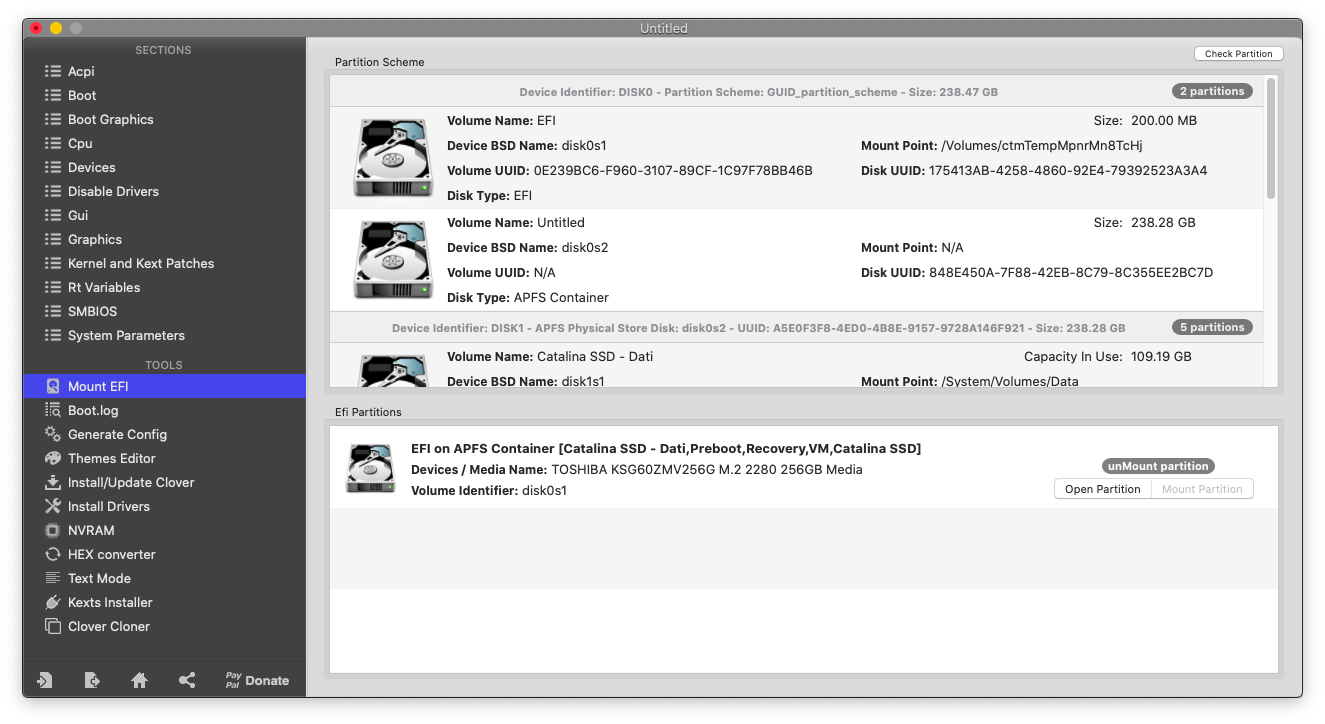 Untitled
SECTIONS
Acpi
Boot
Boot Graphics
Cpu
Devices
Disable Drivers
Gui
Graphics
Kernel and Kext Patches
Rt Variables
SMBIOS
System Parameters
TOOLS
Mount EFI
Boot.log
Generate Config
Themes Editor
Install/Update Clover
Install Drivers
NVRAM
HEX converter
Text Mode
Kexts Installer
Clover Cloner
Pay
Pal
Donate
Check Partition
Partition Scheme
Device Identifier: DISK0 - Partition Scheme: GUID_partition_scheme - Size: 238.47 GB
2 partitions
Volume Name: EFI
Size: 200.00 MB
Device BSD Name: disk0s1
Mount Point: /Volumes/ctmTempMpnrMn8TcHj
Volume UUID: 0E239BC6-F960-3107-89CF-1C97F78BB46B
Disk UUID: 175413AB-4258-4860-92E4-79392523A3A4
Disk Type: EFI
Volume Name: Untitled
Size: 238.28 GB
Device BSD Name: disk0s2
Mount Point: N/A
Volume UUID: N/A
Disk UUID: 848E450A-7F88-42EB-8C79-8C355EE2BC7D
Disk Type: APFS Container
Device Identifier: DISK1 - APFS Physical Store Disk: disk0s2 - UUID: A5E0F3F8-4ED0-4B8E-9157-9728A146F921 - Size: 238.28 GB
5 partitions
Volume Name: Catalina SSD - Dati
Capacity In Use: 109.19 GB
Device BSD Name: disk1s1
Mount Point: /System/Volumes/Data
Efi Partitions
EFI on APFS Container [Catalina SSD - Dati,Preboot,Recovery,VM,Catalina SSD]
Devices / Media Name: TOSHIBA KSG60ZMV256G M.2 2280 256GB Media
Volume Identifier: disk0s1
unMount partition
Open Partition
Mount Partition